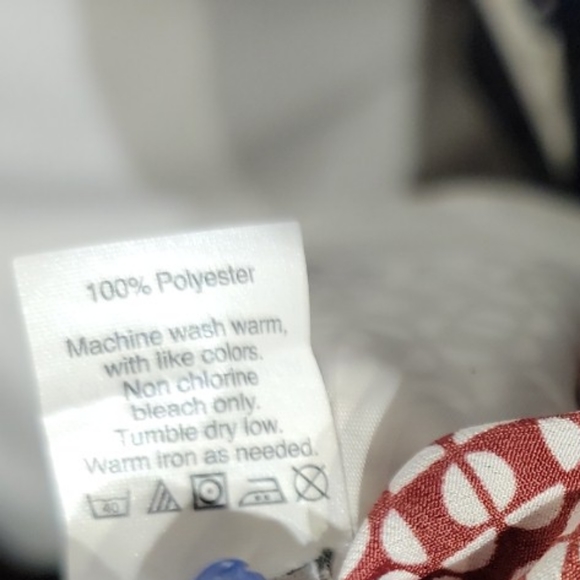 100% Polyester
Machine wash warm,
with like colors.
Non chlorine
bleach only.
Tumble dry low.
Warm iron as needed.
40